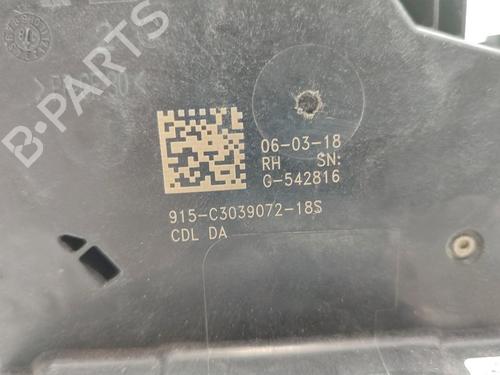 B-PARTS
06-03-18
RH SN:
G-542816
915-C3039072-18S
CDL DA